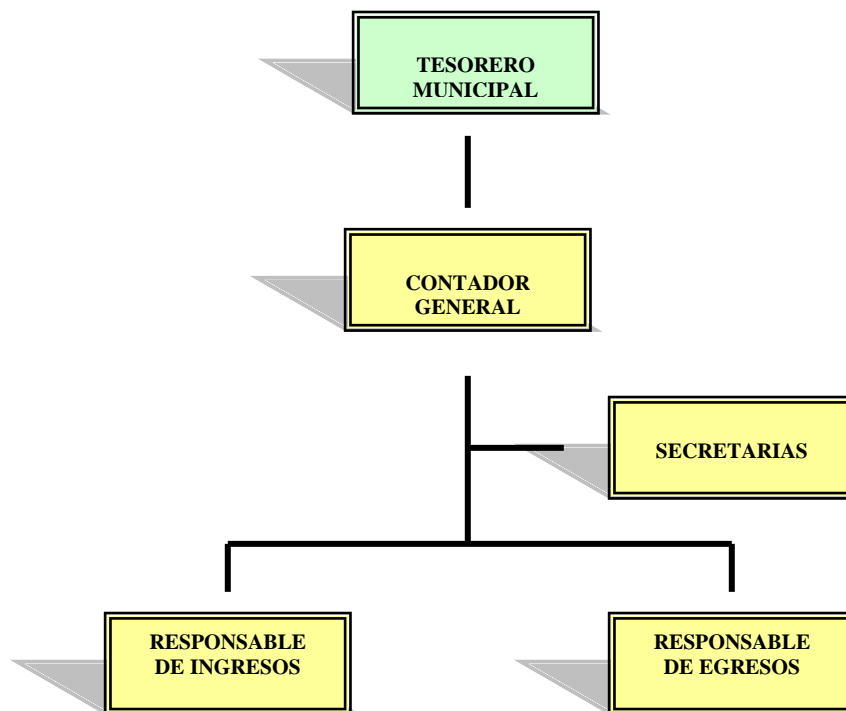 TESORERO
MUNICIPAL
CONTADOR
GENERAL
SECRETARIAS
RESPONSABLE
DE INGRESOS
RESPONSABLE
DE EGRESOS